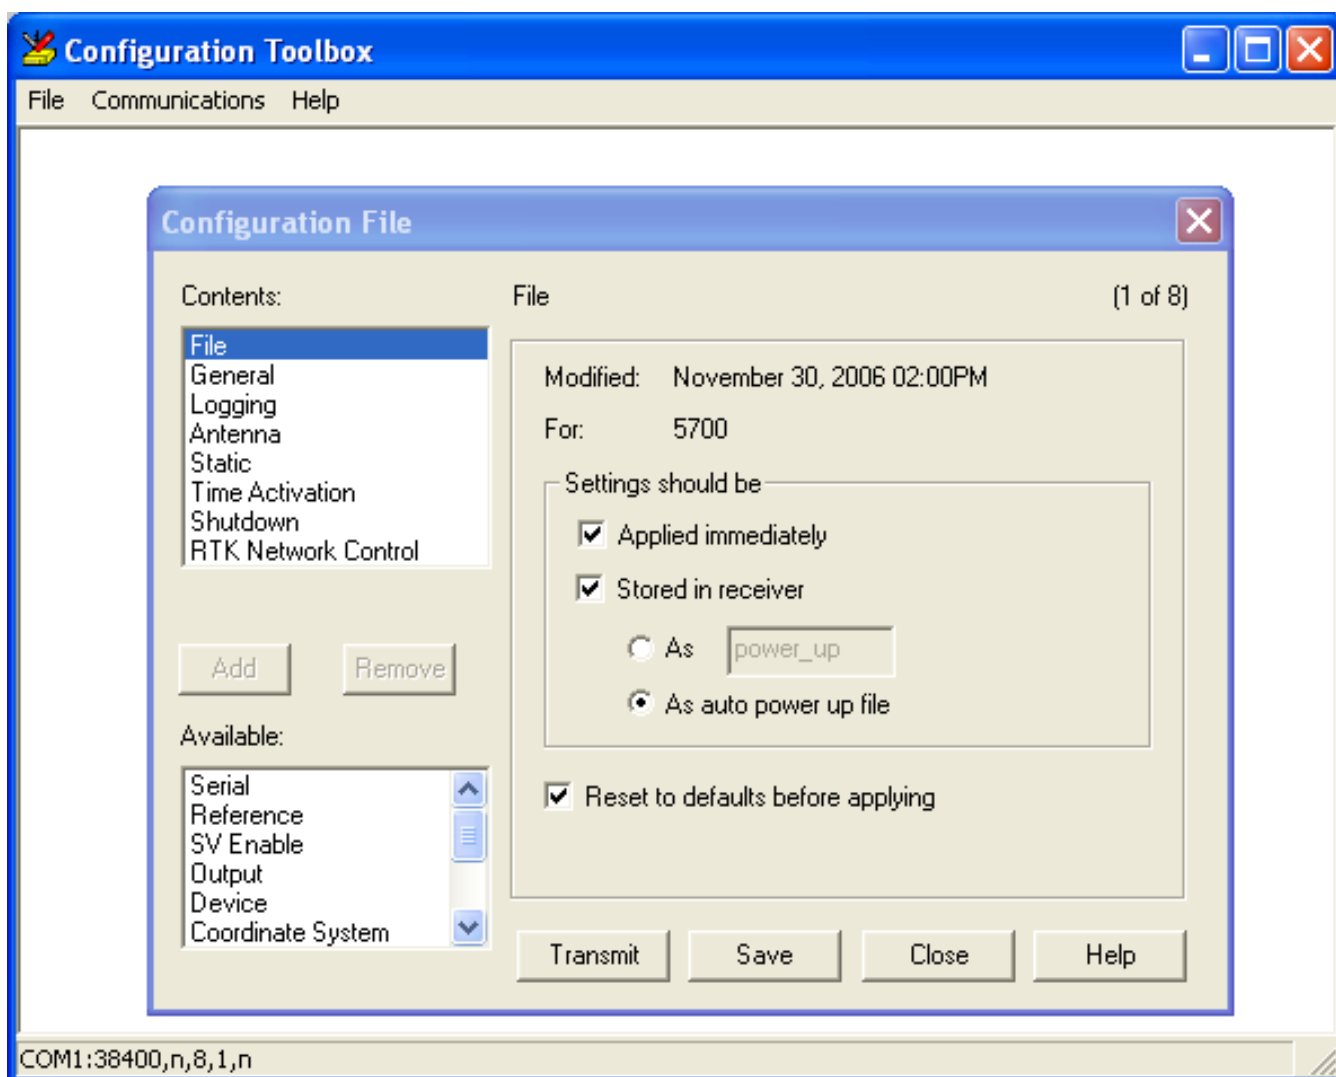 Configuration Toolbox
File Communications Help
Configuration File
Contents:
File
General
Logging
Antenna
Static
Time Activation
Shutdown
RTK Network Control
Add Remove
Available:
Serial
Reference
SV Enable
Output
Device
Coordinate System
File (1 of 8)
Modified: November 30, 2006 02:00PM
For: 5700
Settings should be
Applied immediately
Stored in receiver
As power_up
As auto power up file
Reset to defaults before applying
Transmit Save Close Help
COM1:38400,n,8,1,n